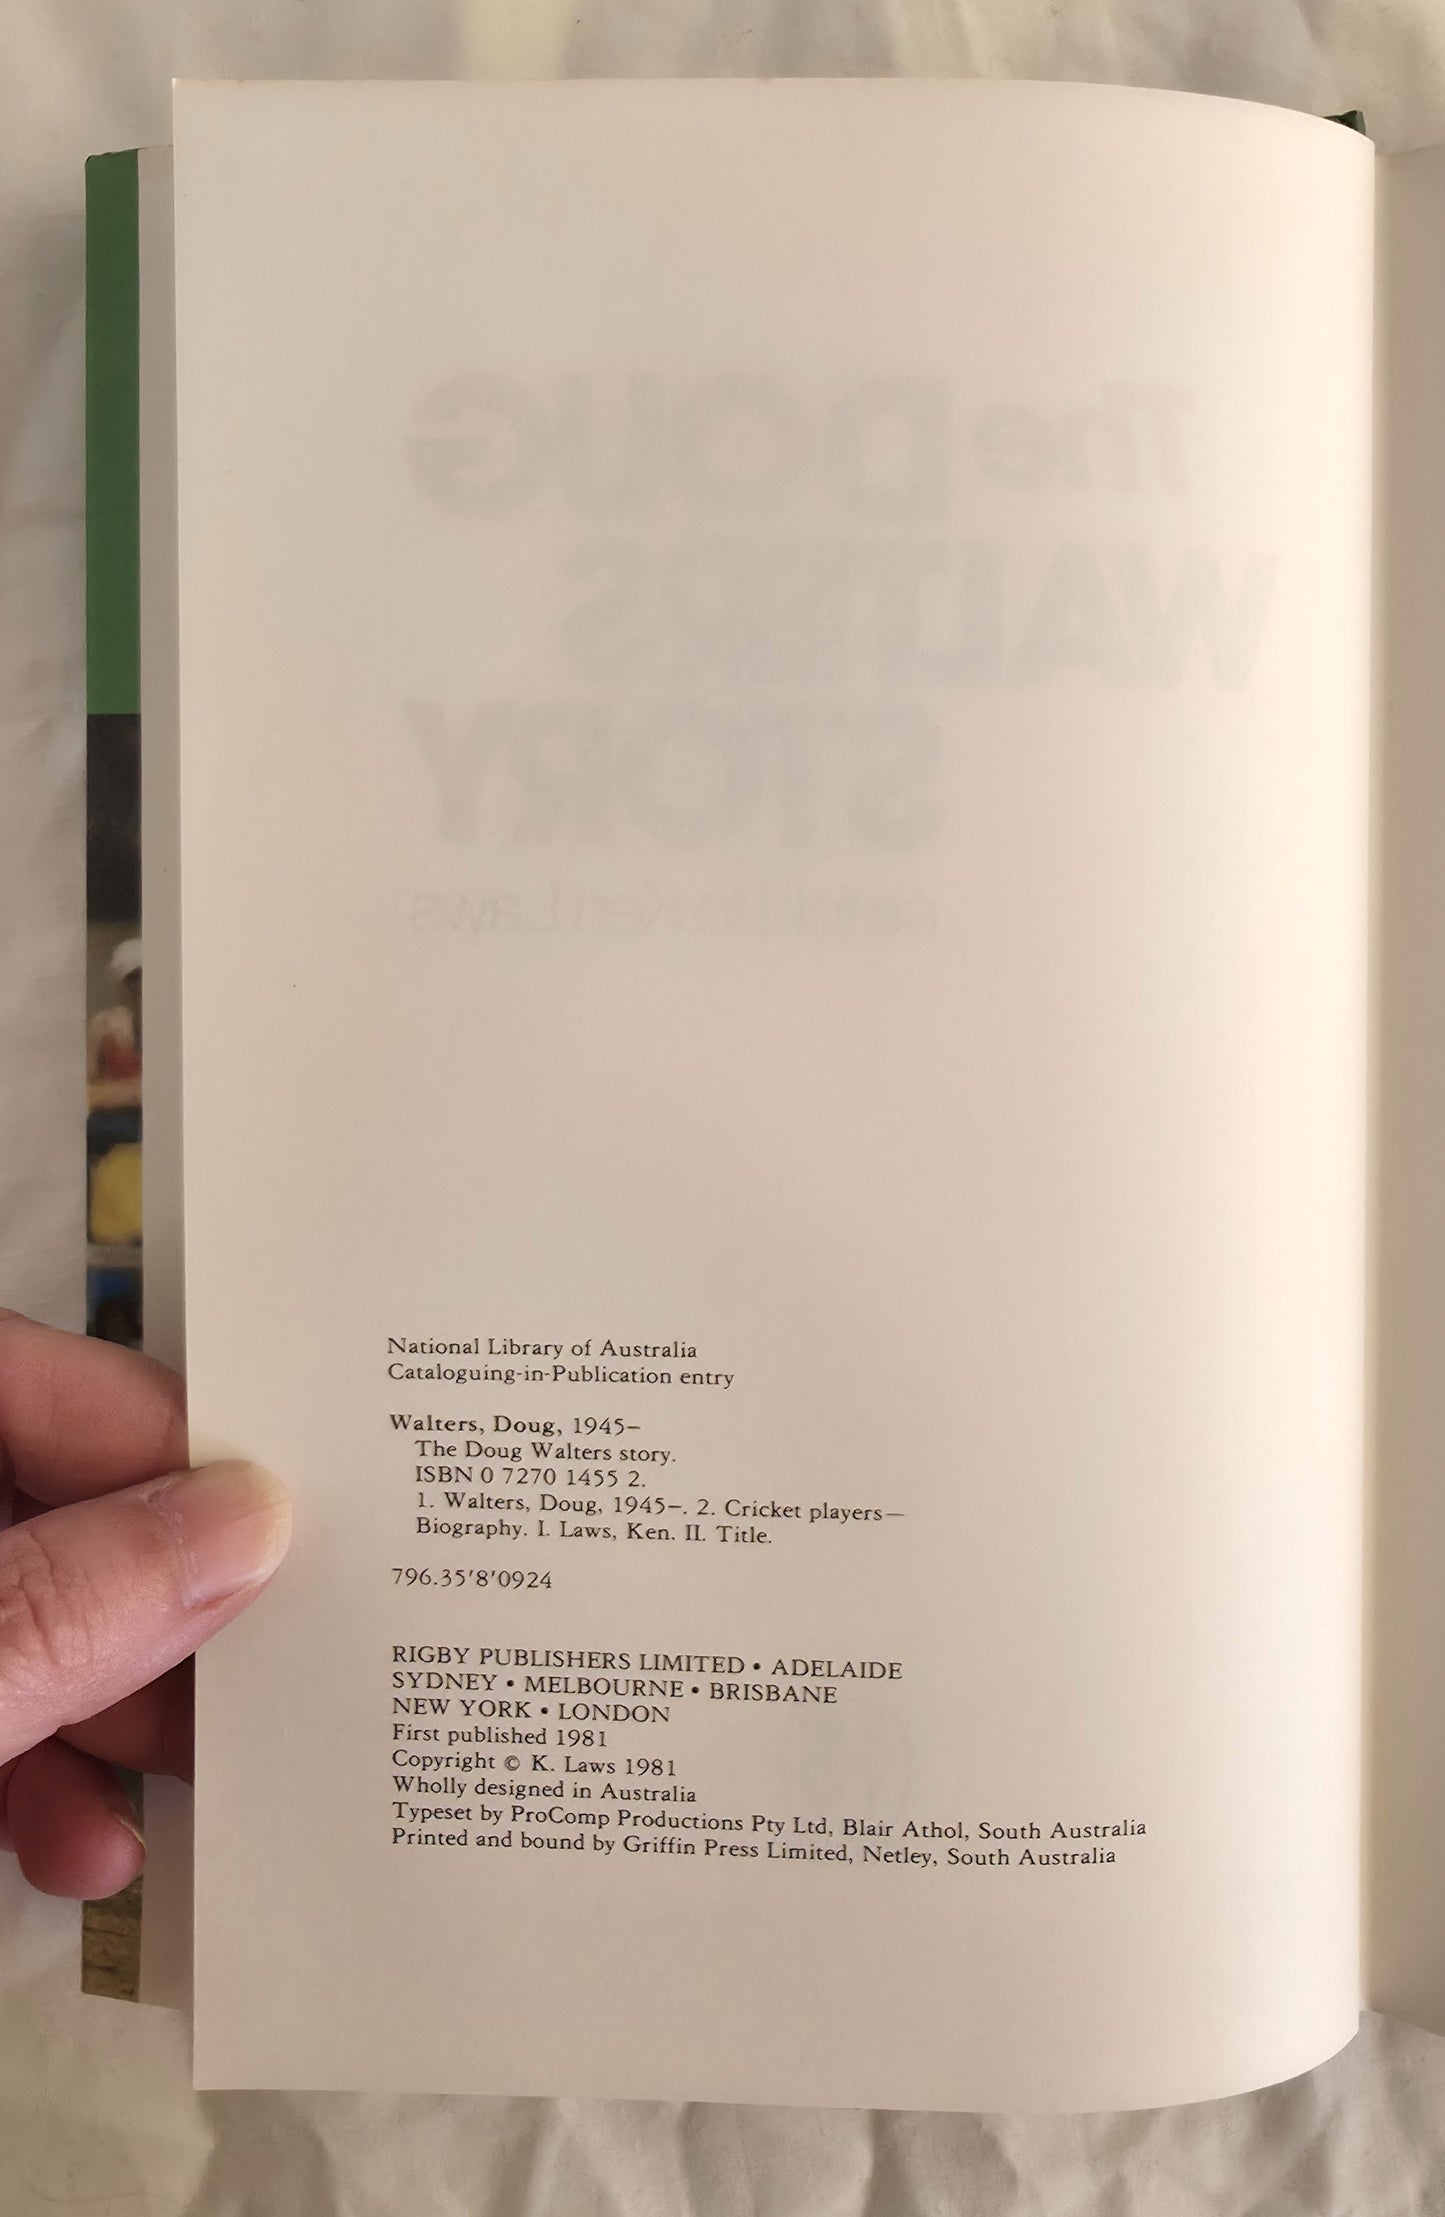 National Library of Australia
Cataloguing-in-Publication entry
Walters, Doug, 1945–
The Doug Walters story.
ISBN 0 7270 1455 2.
1. Walters, Doug, 1945–. 2. Cricket players—
Biography. I. Laws, Ken. II. Title.
796.35'8'0924
RIGBY PUBLISHERS LIMITED • ADELAIDE
SYDNEY • MELBOURNE • BRISBANE
NEW YORK • LONDON
First published 1981
Copyright © K. Laws 1981
Wholly designed in Australia
Typeset by ProComp Productions Pty Ltd, Blair Athol, South Australia
Printed and bound by Griffin Press Limited, Netley, South Australia